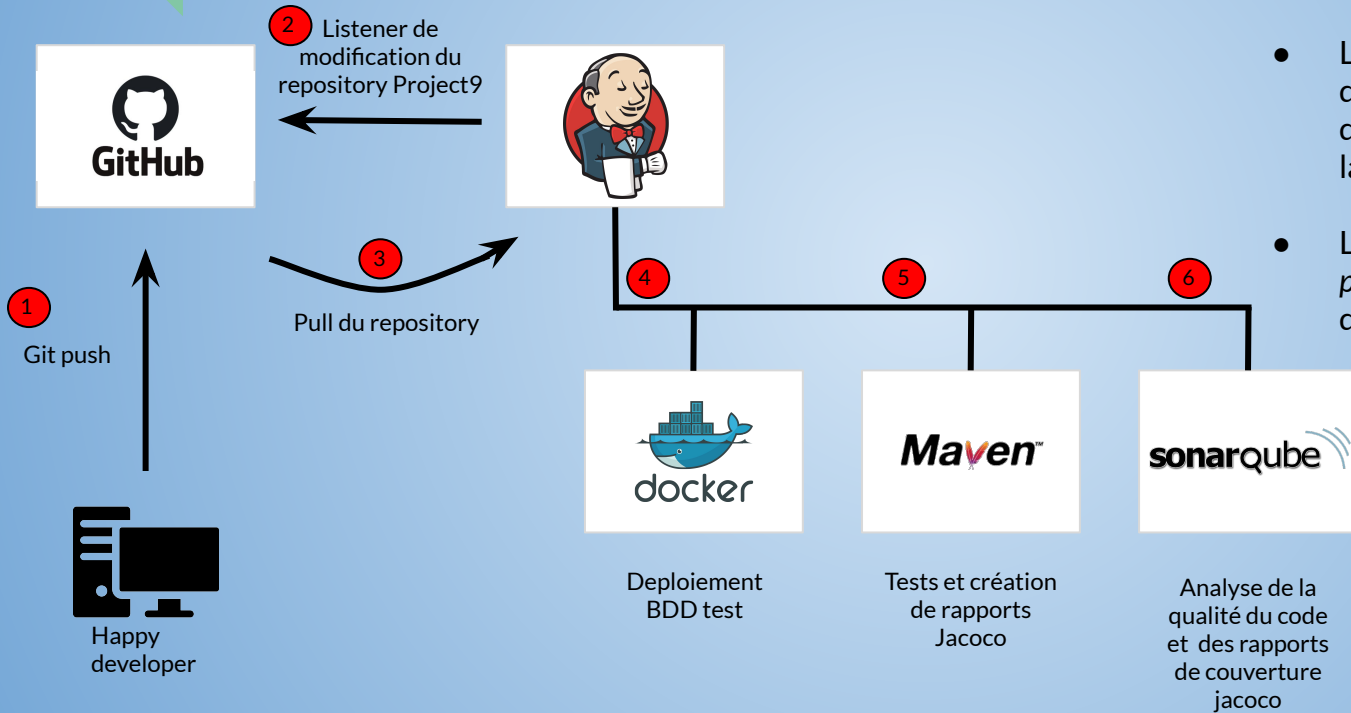 2
Listener de
modification du
repository Project9
GitHub
3
Pull du repository
1
Git push
Happy
developer
4
5
6
docker
Maven™
sonarqube
Deploiement
BDD test
Tests et création
de rapports
Jacoco
Analyse de la
qualité du code
et des rapports
de couverture
jacoco